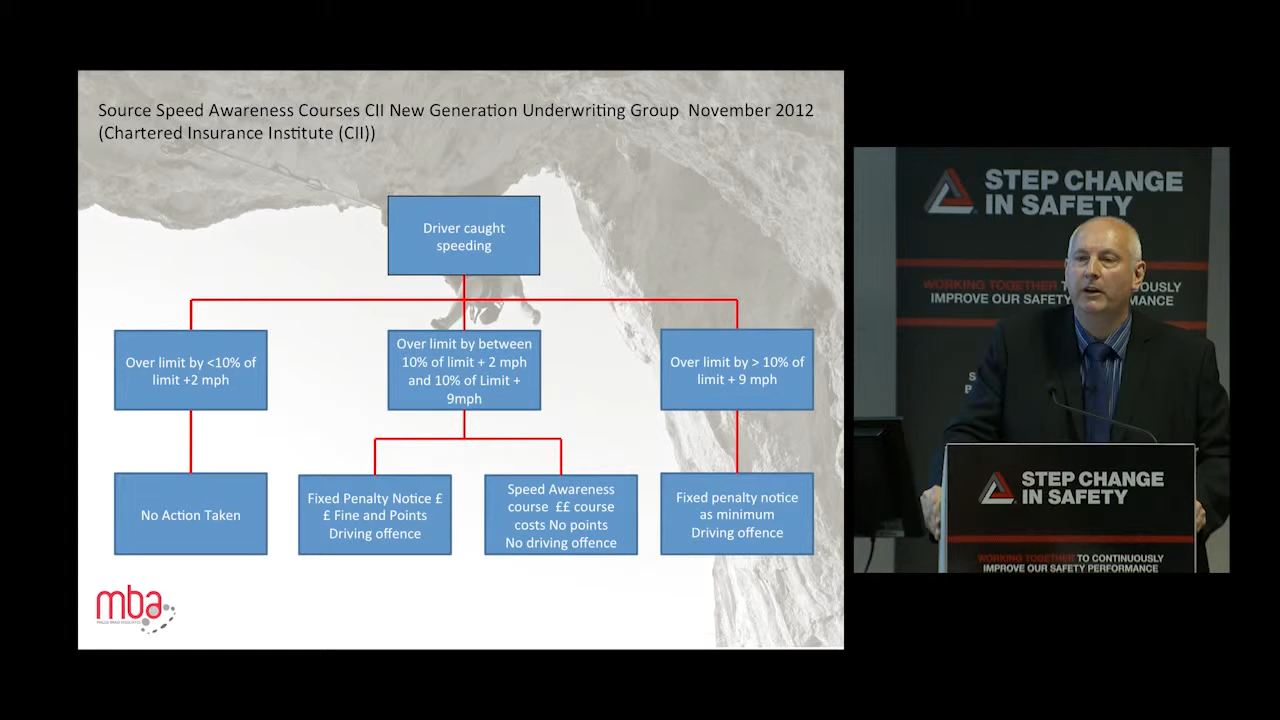 Source Speed Awareness Courses CII New Generation Underwriting Group November 2012
(Chartered Insurance Institute (CII))
Driver caught
speeding
Over limit by <10% of
limit +2 mph
Over limit by between
10% of limit + 2 mph
and 10% of Limit +
9mph
Over limit by > 10% of
limit + 9 mph
No Action Taken
Fixed Penalty Notice £
£ Fine and Points
Driving offence
Speed Awareness
course ££ course
costs No points
No driving offence
Fixed penalty notice
as minimum
Driving offence
mba
STEP CHANGE
IN SAFETY
WORKING TOGETHER T
OUSLY
IMPROVE OUR SAFETY
MANCE
S
P
STEP CHANGE
IN SAFETY
WORKING TOGETHER TO CONTINUOUSLY
IMPROVE OUR SAFETY PERFORMANCE